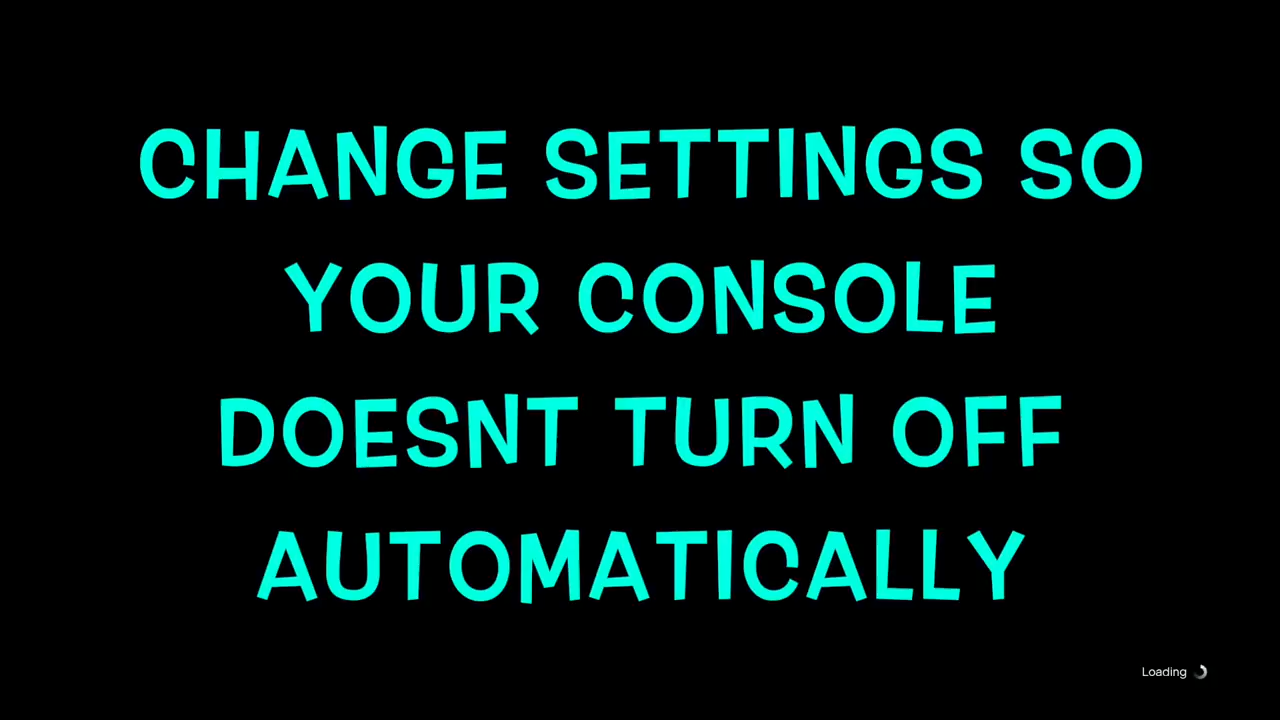 CHANGE SETTINGS SO
YOUR CONSOLE
DOESNT TURN OFF
AUTOMATICALLY
Loading